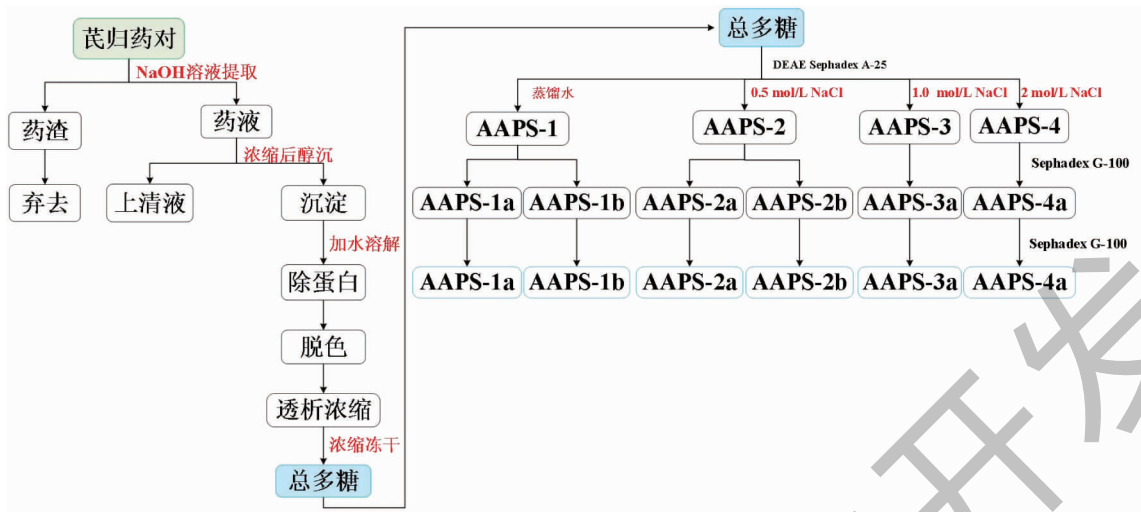 芪归药对
NaOH溶液提取
药渣
药液
浓缩后醇沉
弃去
上清液
沉淀
加水溶解
除蛋白
脱色
透析浓缩
浓缩冻干
总多糖
总多糖
DEAE Sephadex A-25
蒸馏水 0.5 mol/L NaCl 1.0 mol/L NaCl 2 mol/L NaCl
AAPS-1 AAPS-2 AAPS-3 AAPS-4
Sephadex G-100
AAPS-1a AAPS-1b AAPS-2a AAPS-2b AAPS-3a AAPS-4a
Sephadex G-100
AAPS-1a AAPS-1b AAPS-2a AAPS-2b AAPS-3a AAPS-4a
开发